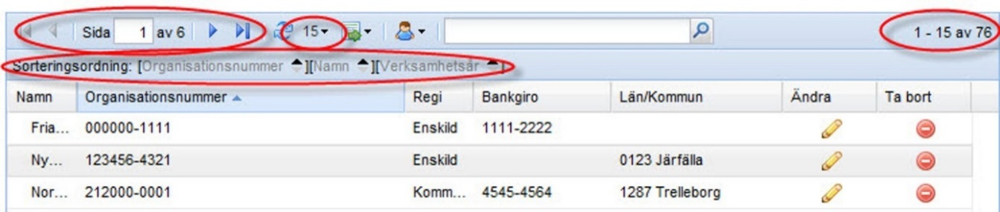 Sida 1 av 6 15 1 - 15 av 76
Sorteringsordning: [Organisationsnummer][Namn][Verksamhetsår]
Namn Organisationsnummer Regi Bankgiro Län/Kommun Ändra Ta bort
Fria... 000000-1111 Enskild 1111-2222
Ny... 123456-4321 Enskild 0123 Järfälla
Nor... 212000-0001 Komm... 4545-4564 1287 Trelleborg